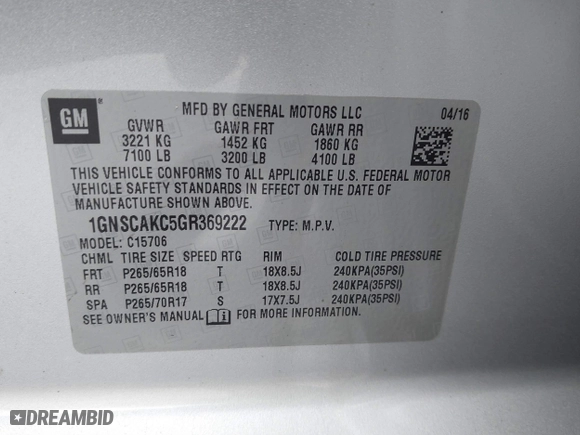 GM
MFD BY GENERAL MOTORS LLC 04/16
GVWR GAWR FRT GAWR RR
3221 KG 1452 KG 1860 KG
7100 LB 3200 LB 4100 LB
THIS VEHICLE CONFORMS TO ALL APPLICABLE U.S. FEDERAL MOTOR
VEHICLE SAFETY STANDARDS IN EFFECT ON THE DATE OF
MANUFACTURE SHOWN ABOVE.
1GNSCAKC5GR369222 TYPE: M.P.V.
MODEL: C15706
CHML TIRE SIZE SPEED RTG RIM COLD TIRE PRESSURE
FRT P265/65R18 T 18X8.5J 240KPA(35PSI)
RR P265/65R18 T 18X8.5J 240KPA(35PSI)
SPA P265/70R17 S 17X7.5J 240KPA(35PSI)
SEE OWNER'S MANUAL FOR MORE INFORMATION.
DREAMBID